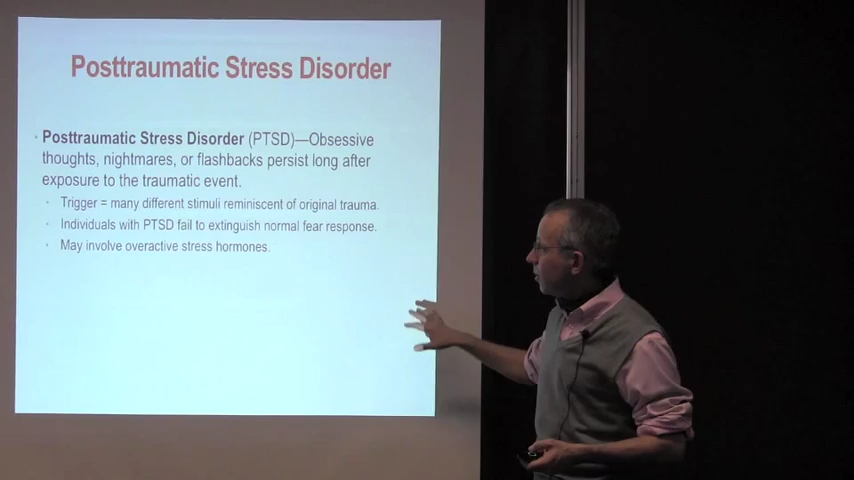 Posttraumatic Stress Disorder
• Posttraumatic Stress Disorder (PTSD)—Obsessive
thoughts, nightmares, or flashbacks persist long after
exposure to the traumatic event.
• Trigger = many different stimuli reminiscent of original trauma.
• Individuals with PTSD fail to extinguish normal fear response.
• May involve overactive stress hormones.